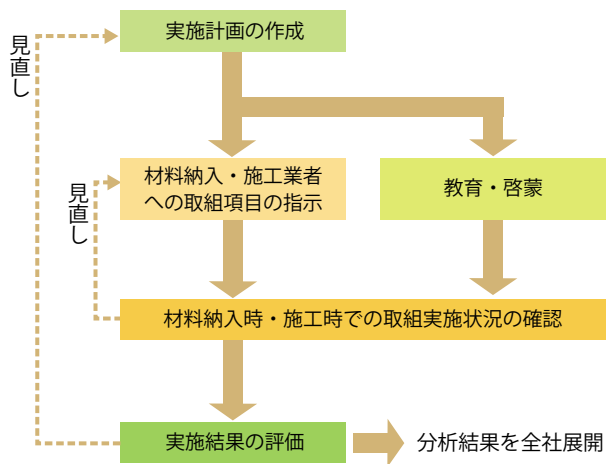 実施計画の作成
見直し
材料納入・施工業者
への取組項目の指示
教育・啓蒙
見直し
材料納入時・施工時での取組実施状況の確認
実施結果の評価
分析結果を全社展開